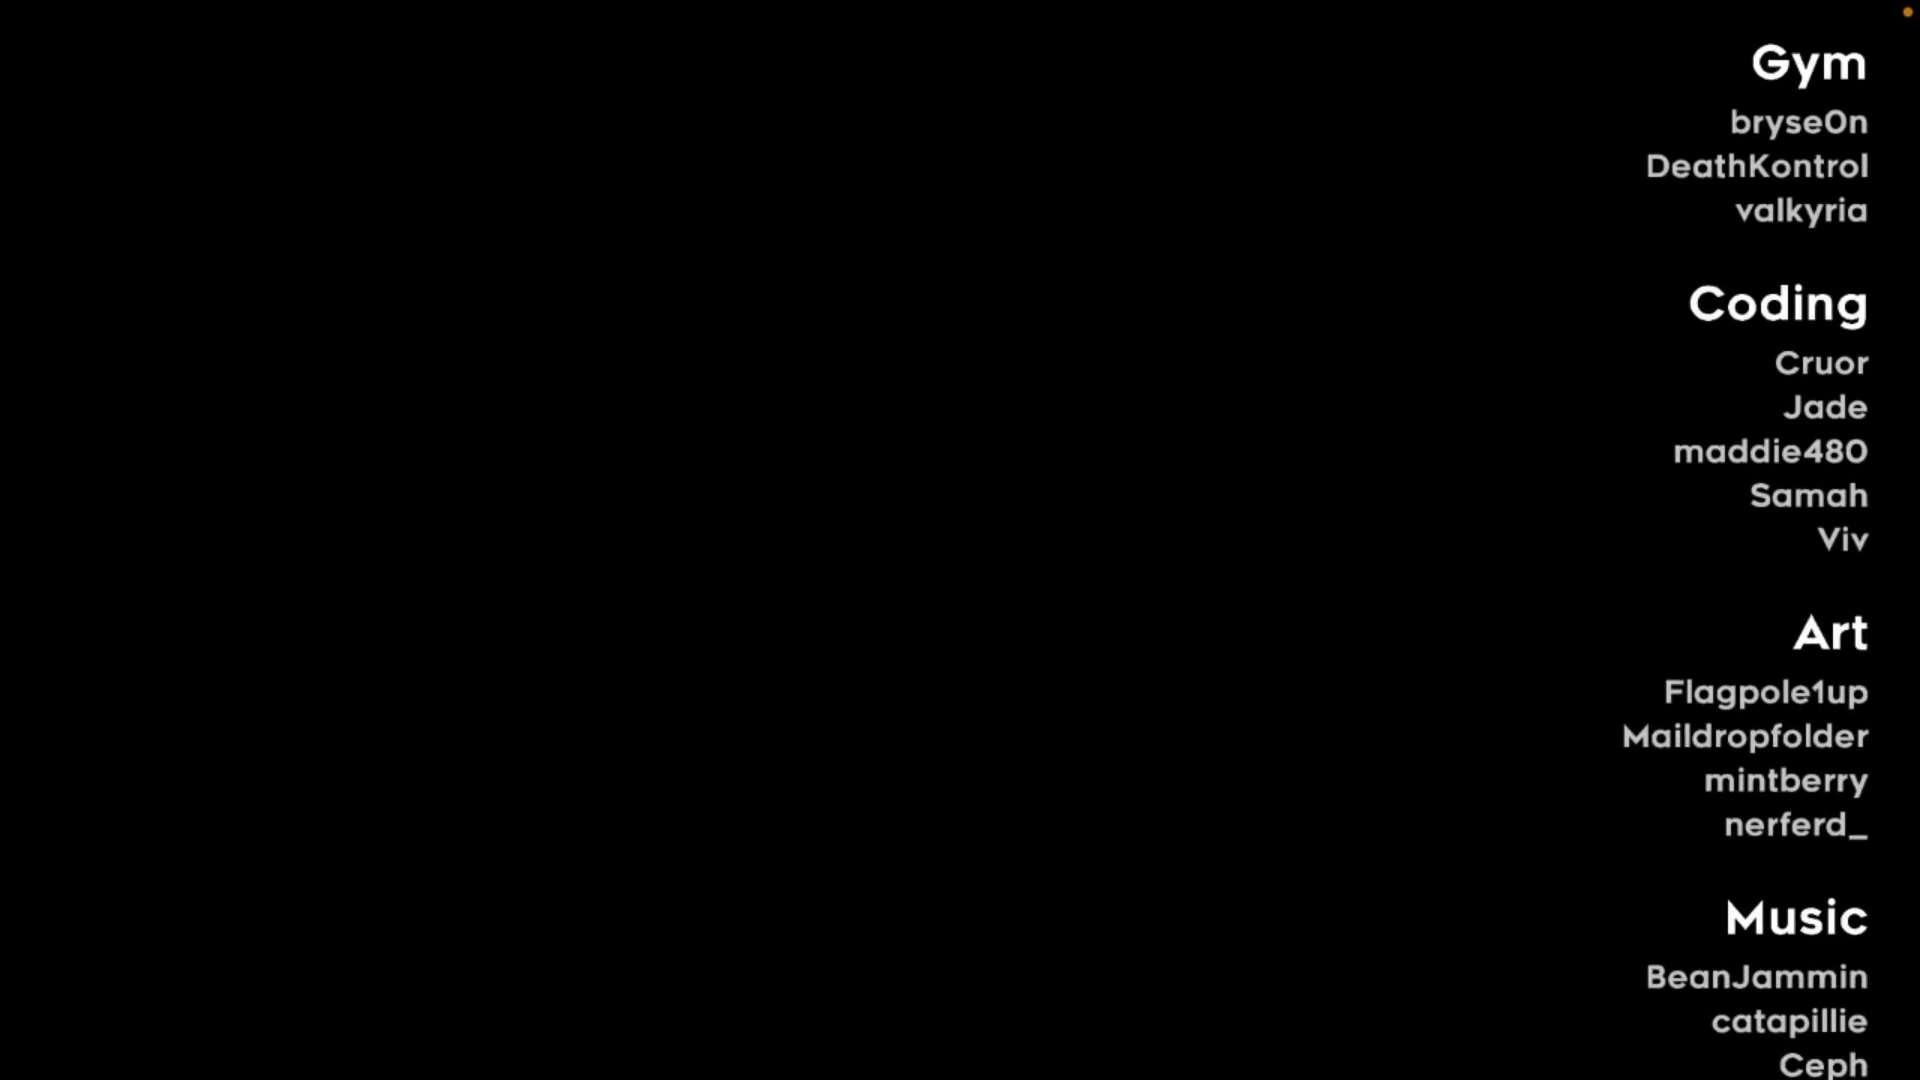 Gym
bryse0n
DeathKontrol
valkyria
Coding
Cruor
Jade
maddie480
Samah
Viv
Art
Flagpole1up
Maildropfolder
mintberry
nerferd_
Music
BeanJammin
catapillie
Ceph